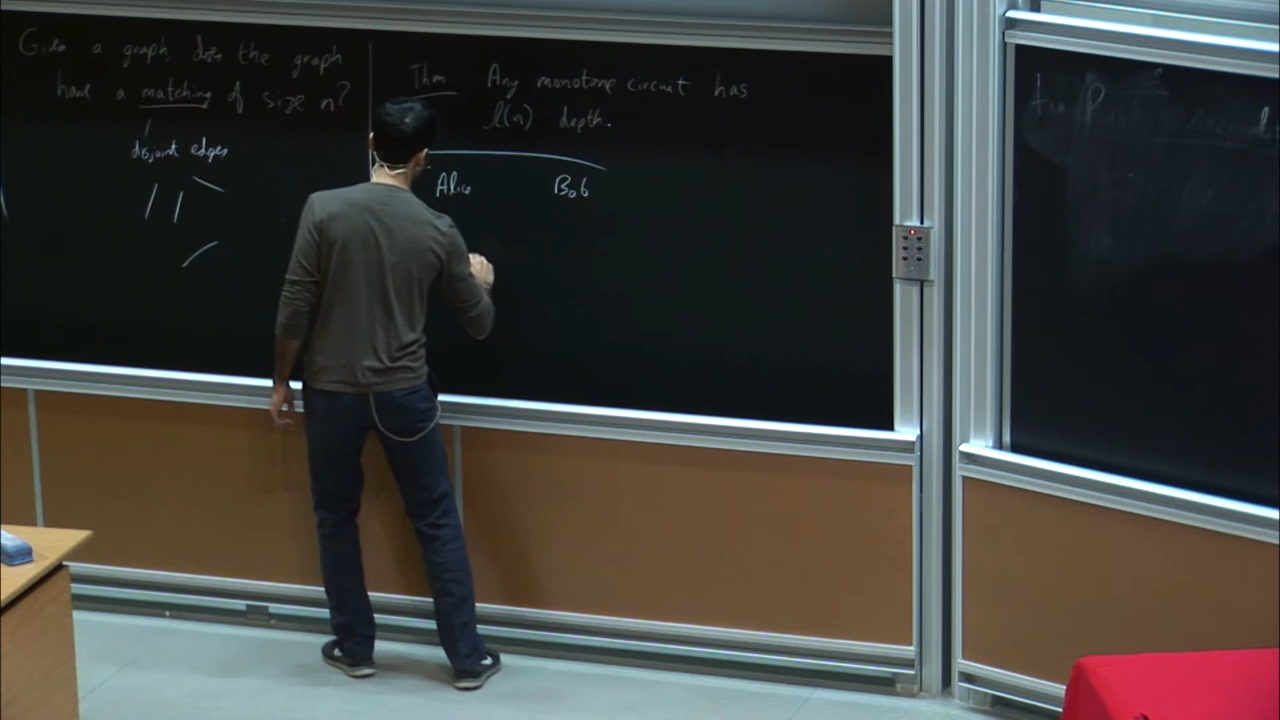 Given a graph, does the graph
have a matching of size n?
disjoint edges
Thm Any monotone circuit has
depth.
Alice Bob